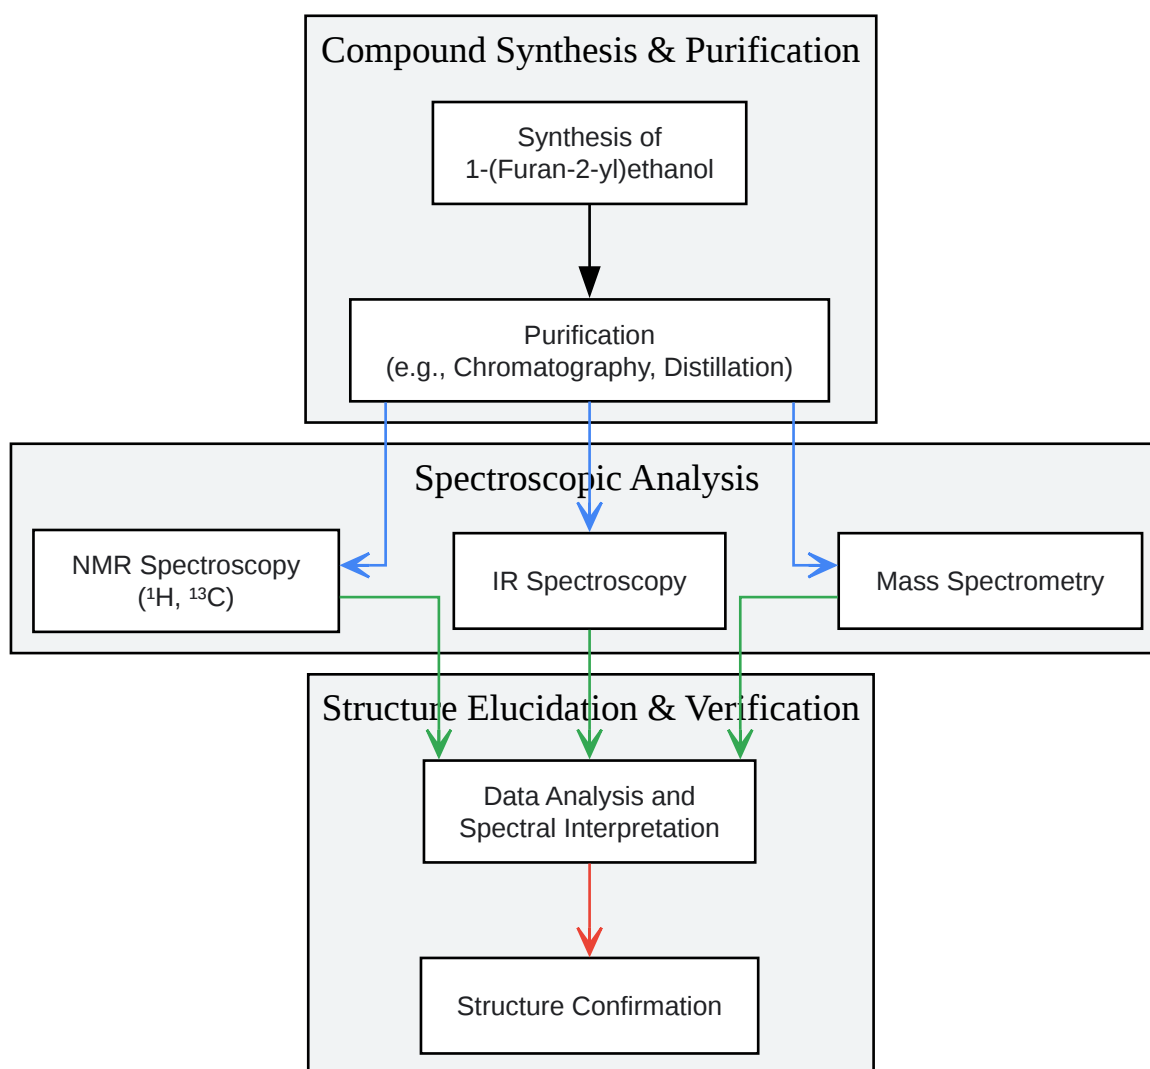 Compound Synthesis & Purification
Synthesis of
1-(Furan-2-yl)ethanol
Purification
(e.g., Chromatography, Distillation)
Spectroscopic Analysis
NMR Spectroscopy
(¹H, ¹³C)
IR Spectroscopy
Mass Spectrometry
Structure Elucidation & Verification
Data Analysis and
Spectral Interpretation
Structure Confirmation